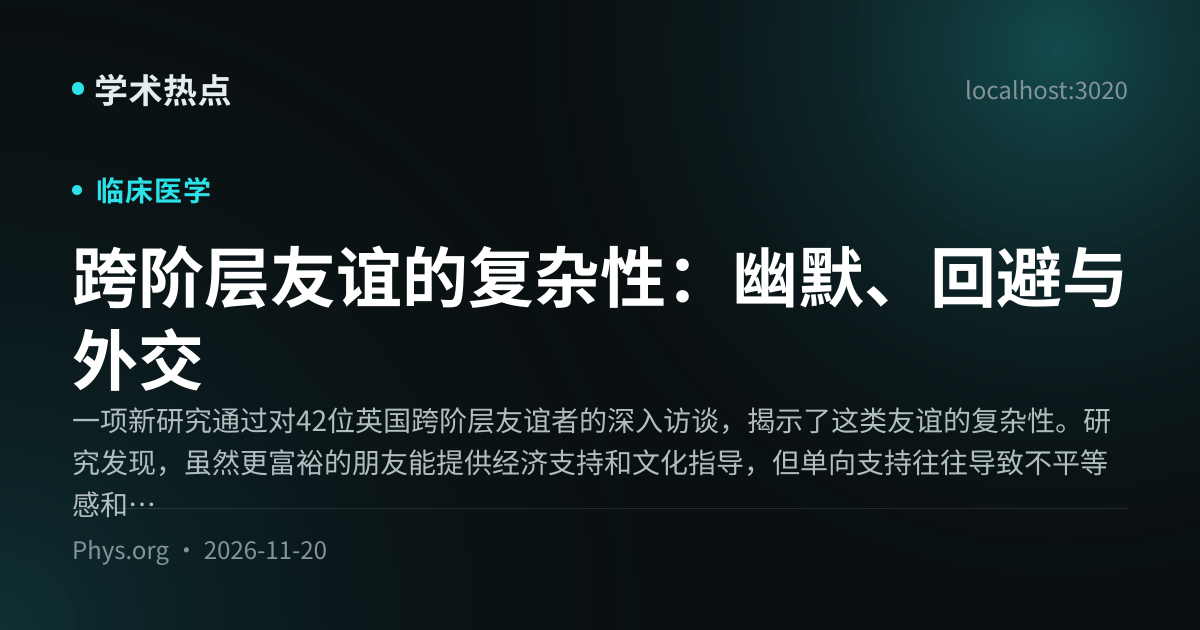 学术热点
localhost:3020
临床医学
跨阶层友谊的复杂性：幽默、回避与
外交
一项新研究通过对42位英国跨阶层友谊者的深入访谈，揭示了这类友谊的复杂性。研
究发现，虽然更富裕的朋友能提供经济支持和文化指导，但单向支持往往导致不平等
感和…
Phys.org · 2026-11-20